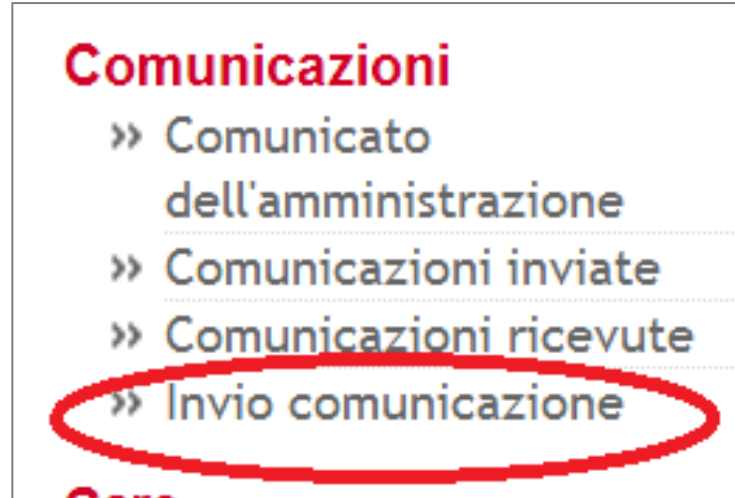 Comunicazioni
» Comunicato
dell'amministrazione
» Comunicazioni inviate
» Comunicazioni ricevute
» Invio comunicazione